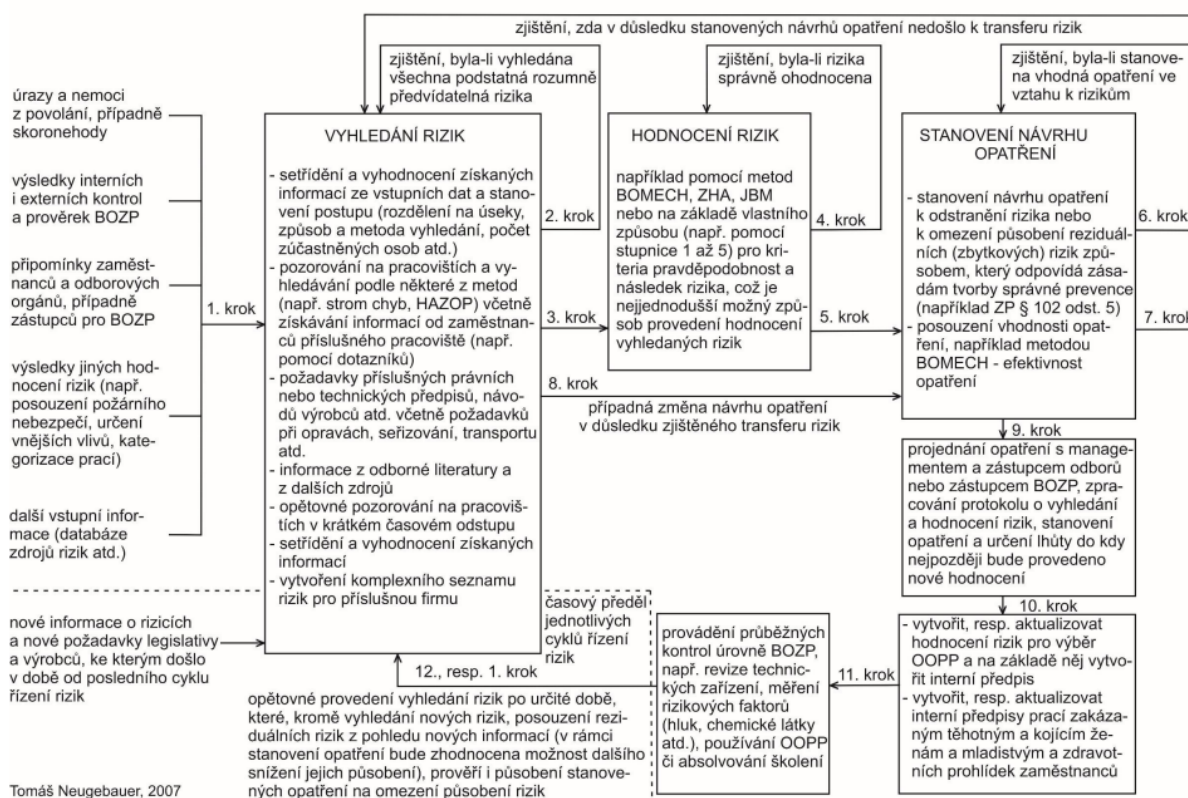 zjištění, zda v důsledku stanovených návrhů opatření nedošlo k transferu rizik
zjištění, byla-li vyhledána
všechna podstatná rozumně
předvídatelná rizika
zjištění, byla-li rizika
správně ohodnocena
zjištění, byla-li stanove-
na vhodná opatření ve
vztahu k rizikům
úrazy a nemoci
z povolání, případně
skoronehody
výsledky interních
i externích kontrol
a prověrek BOZP
připomínky zaměst-
nanců a odborových
orgánů, případně
zástupců pro BOZP
výsledky jiných hod-
nocení rizik (např.
posouzení požárního
nebezpečí, určení
vnějších vlivů, kate-
gorizace prací)
další vstupní infor-
mace (databáze
zdrojů rizik atd.)
1. krok
VYHLEDÁNÍ RIZIK
- setřídění a vyhodnocení získaných
informací ze vstupních dat a stano-
vení postupu (rozdělení na úseky,
způsob a metoda vyhledání, počet
zúčastněných osob atd.)
- pozorování na pracovištích a vy-
hledávání podle některé z metod
(např. strom chyb, HAZOP) včetně
získávání informací od zaměstnan-
ců příslušného pracoviště (např.
pomocí dotazníků)
- požadavky příslušných právních
nebo technických předpisů, návo-
dů výrobců atd. včetně požadavků
při opravách, seřizování, transportu
atd.
- informace z odborné literatury a
z dalších zdrojů
- opětovné pozorování na pracoviš-
tích v krátkém časovém odstupu
- setřídění a vyhodnocení získaných
informací
- vytvoření komplexního seznamu
rizik pro příslušnou firmu
2. krok
3. krok
HODNOCENÍ RIZIK
například pomocí metod
BOMECH, ZHA, JBM
nebo na základě vlastního
způsobu (např. pomocí
stupnice 1 až 5) pro kri-
teria pravděpodobnost a
následek rizika, což je
nejjednodušší možný způ-
sob provedení hodnocení
vyhledaných rizik
4. krok
5. krok
STANOVENÍ NÁVRHU
OPATŘENÍ
- stanovení návrhu opatření
k odstranění rizika nebo
k omezení působení reziduál-
ních (zbytkových) rizik způ-
sobem, který odpovídá zása-
dám tvorby správné prevence
(například ZP § 102 odst. 5)
- posouzení vhodnosti opat-
ření, například metodou
BOMECH - efektivnost
opatření
6. krok
7. krok
8. krok
případná změna návrhu opatření
v důsledku zjištěného transferu rizik
9. krok
projednání opatření s manage-
mentem a zástupcem odborů
nebo zástupcem BOZP, zpra-
cování protokolu o vyhledání
a hodnocení rizik, stanovení
opatření a určení lhůty do kdy
nejpozději bude provedeno
nové hodnocení
10. krok
- vytvořit, resp. aktualizovat
hodnocení rizik pro výběr
OOPP a na základě něj vytvo-
řit interní předpis
- vytvořit, resp. aktualizovat
interní předpisy prací zakáza-
ným těhotným a kojícím že-
nám a mladistvým a zdravot-
ních prohlídek zaměstnanců
11. krok
provádění průběžných
kontrol úrovně BOZP,
např. revize technic-
kých zařízení, měření
rizikových faktorů
(hluk, chemické látky
atd.), používání OOPP
či absolvování školení
časový předěl
jednotlivých
cyklů řízení
rizik
12., resp. 1. krok
opětovné provedení vyhledání rizik po určité době,
které, kromě vyhledání nových rizik, posouzení rezi-
duálních rizik z pohledu nových informací (v rámci
stanovení opatření bude zhodnocena možnost dalšího
snížení jejich působení), prověří i působení stanove-
ných opatření na omezení působení rizik
nové informace o rizicích
a nové požadavky legislativy
a výrobců, ke kterým došlo
v době od posledního cyklu
řízení rizik
Tomáš Neugebauer, 2007